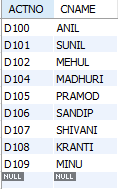 ACTNO CNAME
D100 ANIL
D101 SUNIL
D102 MEHUL
D104 MADHURI
D105 PRAMOD
D106 SANDIP
D107 SHIVANI
D108 KRANTI
D109 MINU
NULL NULL